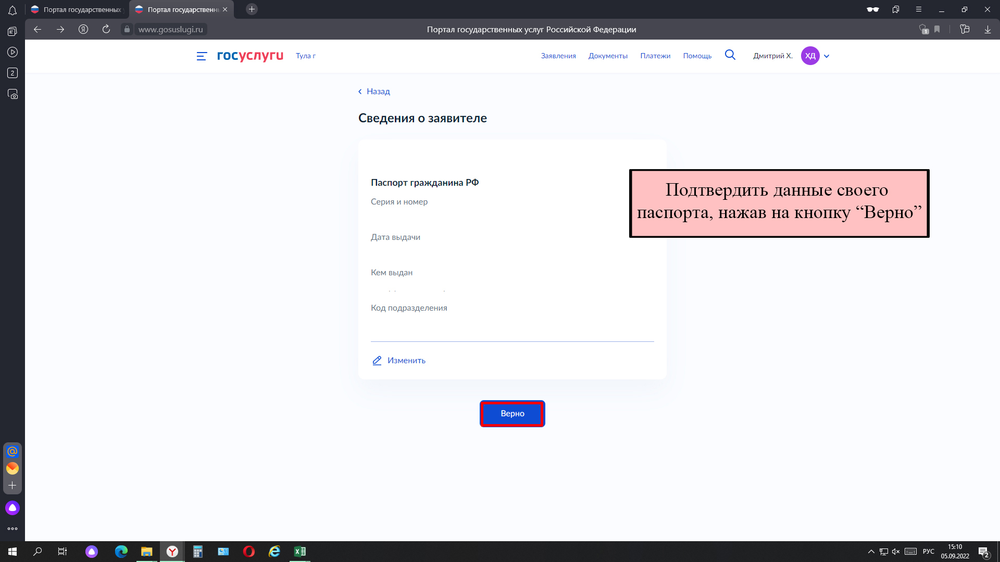 Портал государственных
Портал государственн
www.gosuslugi.ru
Портал государственных услуг Российской Федерации
1
2
госуслуги
Тула г
Заявления
Документы
Платежи
Помощь
Дмитрий Х.
ХД
Назад
Сведения о заявителе
Паспорт гражданина РФ
Серия и номер
Дата выдачи
Кем выдан
Код подразделения
Изменить
Верно
Подтвердить данные своего
паспорта, нажав на кнопку “Верно”
РУС
15:10
05.09.2022
2